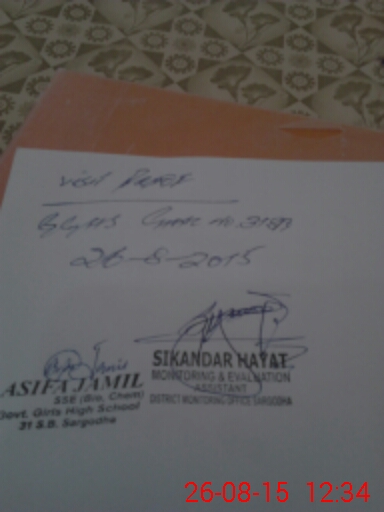 Visit Proof
GGHS Chak no. 31SB
26-8-2015
SIKANDAR HAYAT
MONITORING & EVALUATION
ASSISTANT
DISTRICT MONITORING OFFICE SARGODHA
ASIFA JAMIL
SSE (Bio, Chem)
Govt. Girls High School
31 S.B. Sargodha
26-08-15 12:34